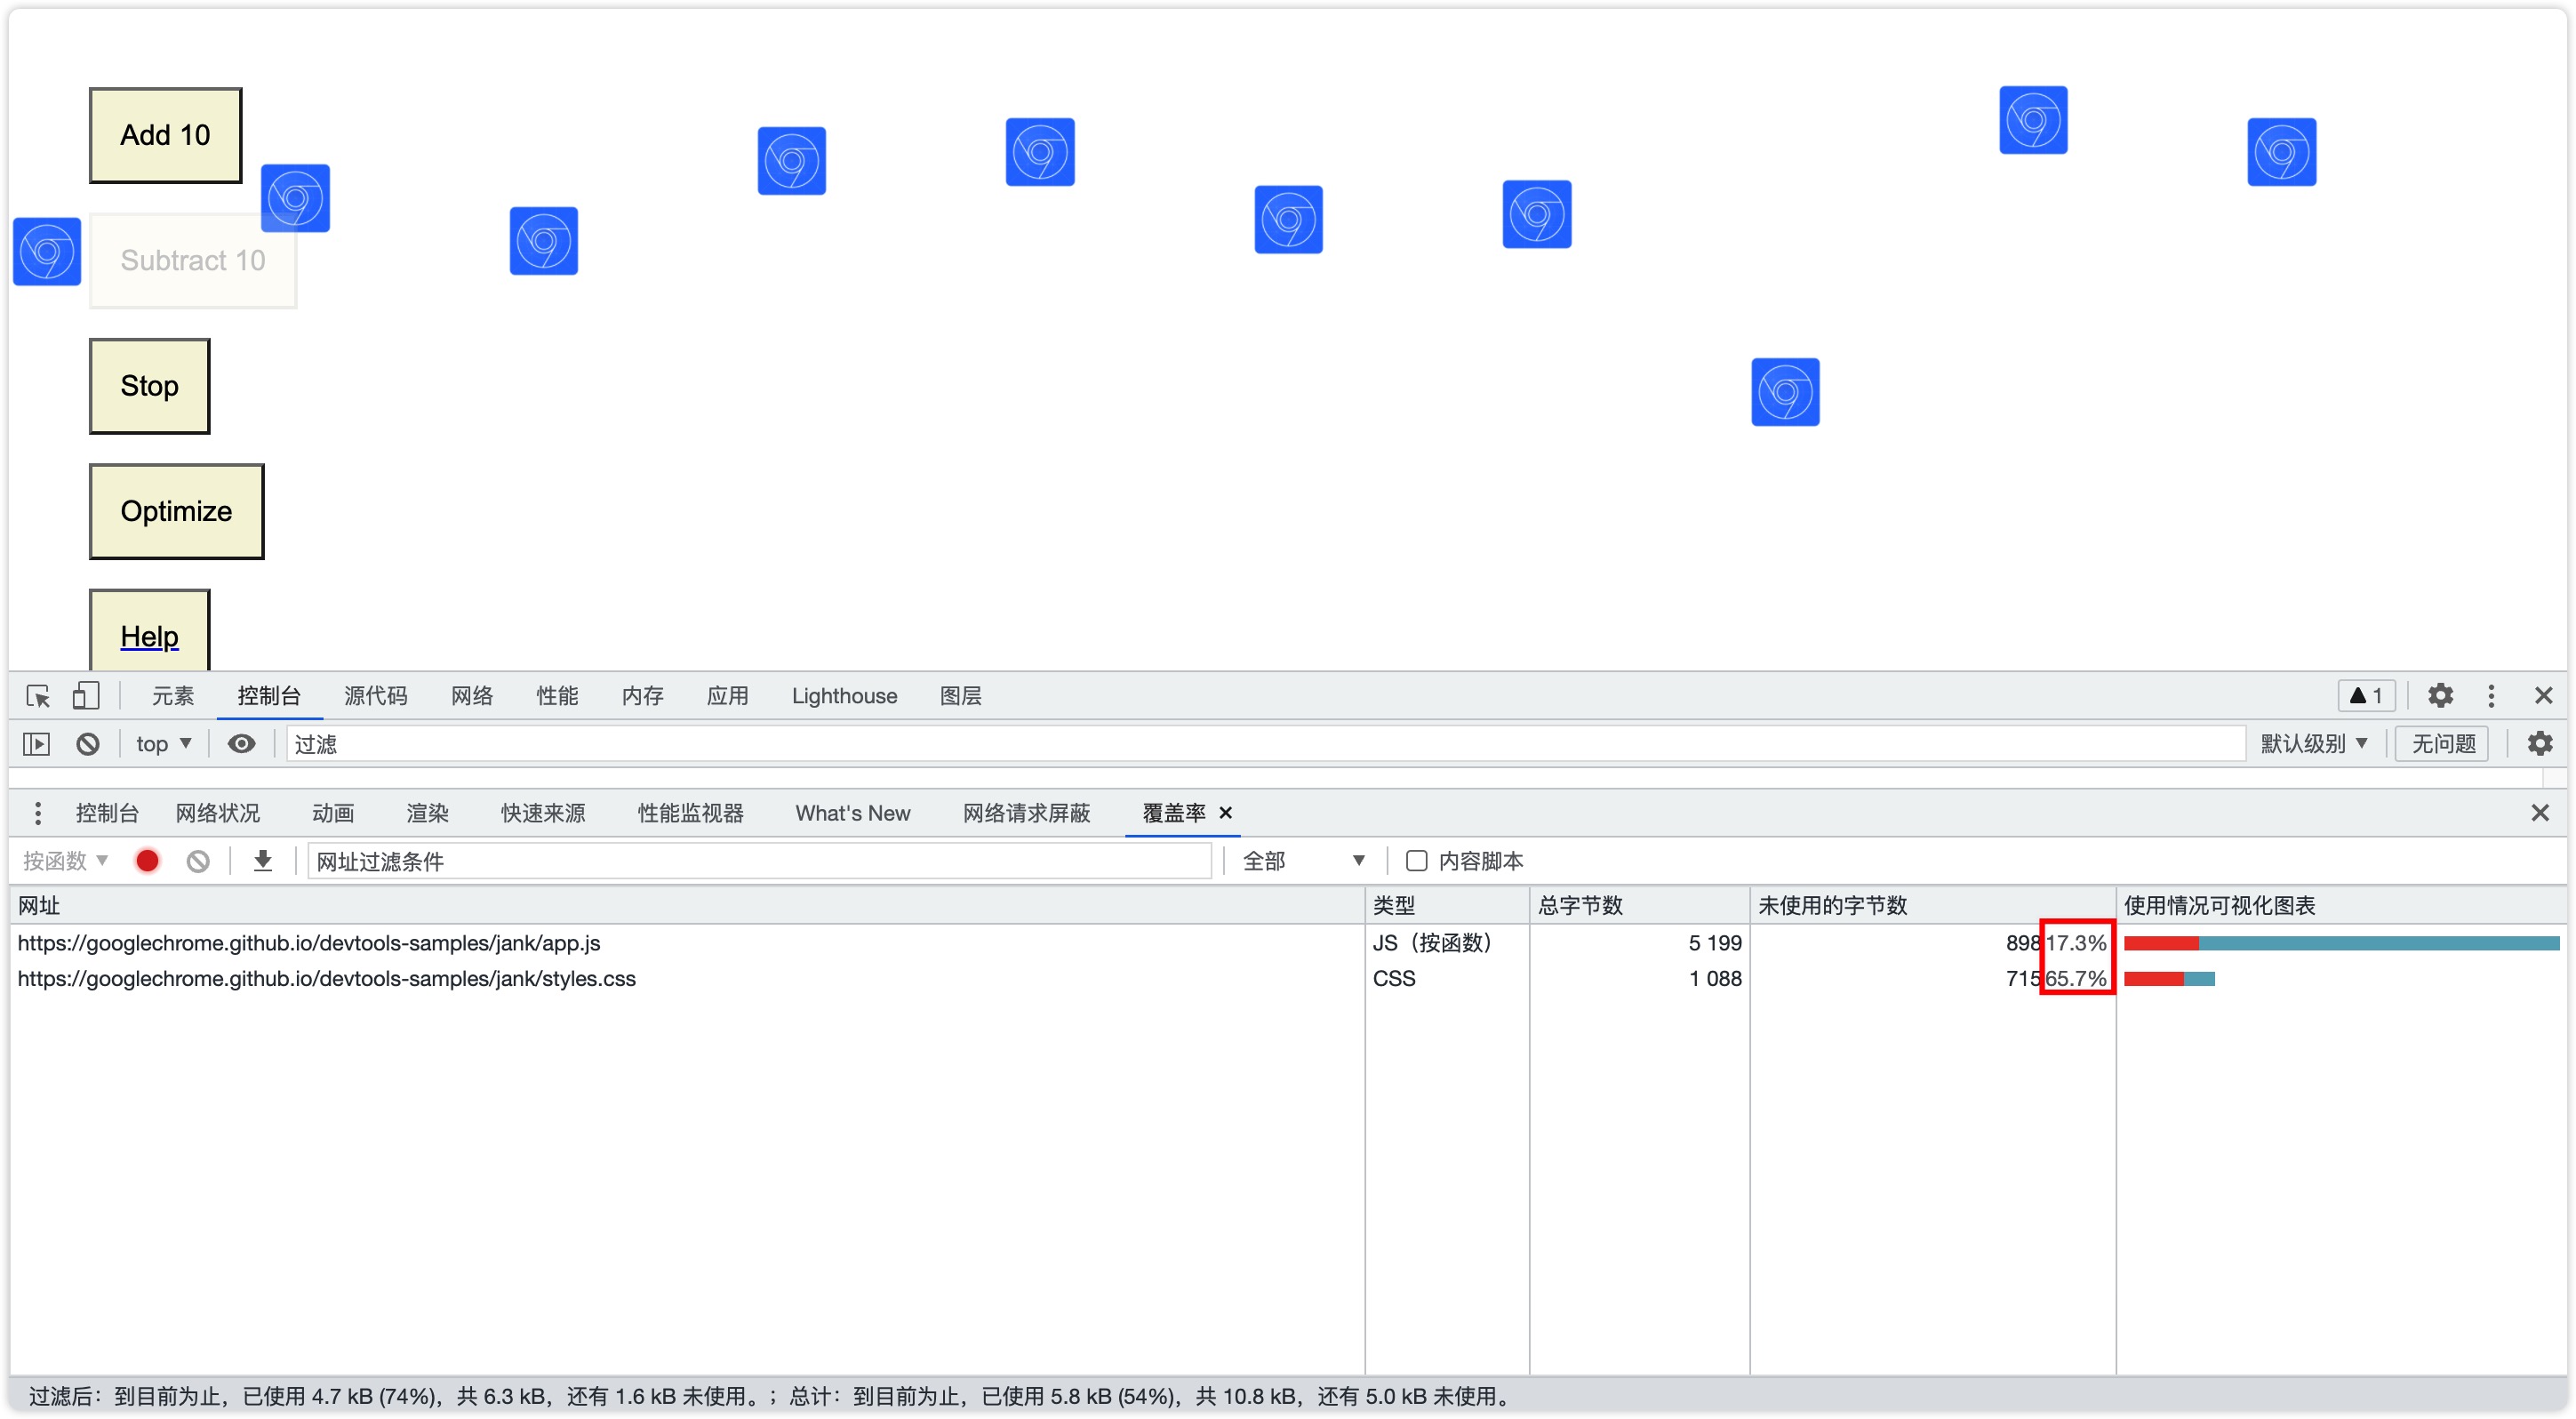 Add 10
Subtract 10
Stop
Optimize
Help
元素 控制台 源代码 网络 性能 内存 应用 Lighthouse 图层 1
top 过滤 默认级别 无问题
控制台 网络状况 动画 渲染 快速来源 性能监视器 What's New 网络请求屏蔽 覆盖率
按函数 网址过滤条件 全部 内容脚本
网址 类型 总字节数 未使用的字节数 使用情况可视化图表
https://googlechrome.github.io/devtools-samples/jank/app.js JS（按函数） 5 199 898 17.3%
https://googlechrome.github.io/devtools-samples/jank/styles.css CSS 1 088 715 65.7%
过滤后：到目前为止，已使用 4.7 kB (74%)，共 6.3 kB，还有 1.6 kB 未使用。；总计：到目前为止，已使用 5.8 kB (54%)，共 10.8 kB，还有 5.0 kB 未使用。